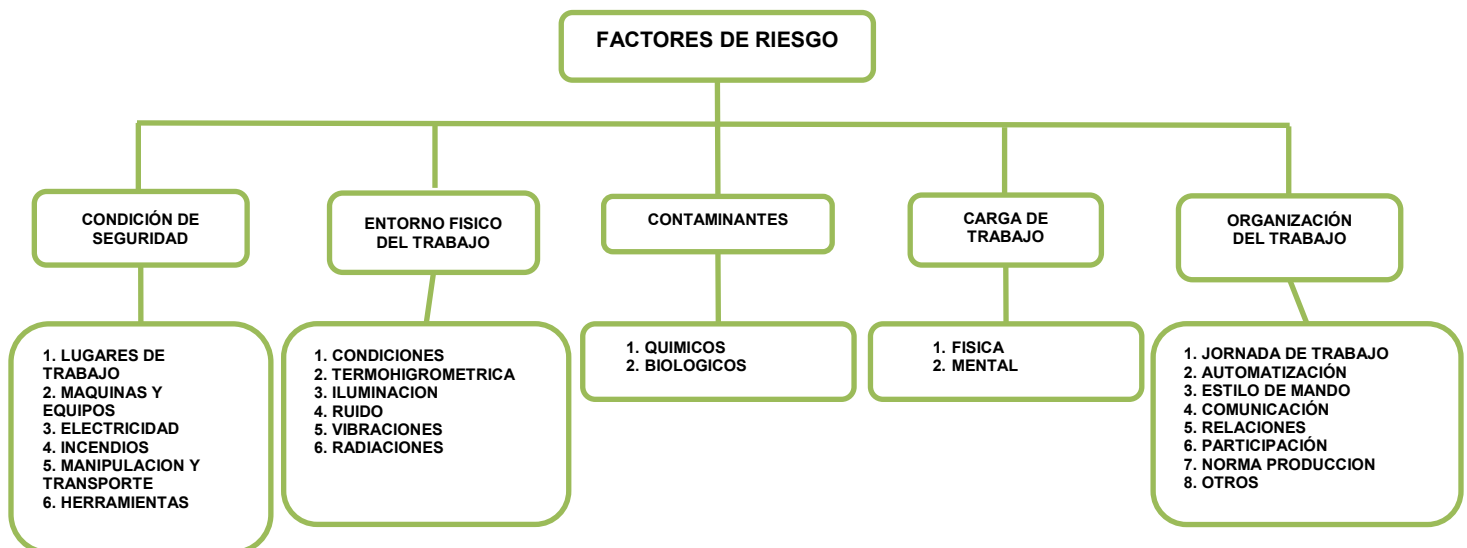 FACTORES DE RIESGO
CONDICIÓN DE
SEGURIDAD
ENTORNO FISICO
DEL TRABAJO
CONTAMINANTES
CARGA DE
TRABAJO
ORGANIZACIÓN
DEL TRABAJO
1. LUGARES DE
TRABAJO
2. MAQUINAS Y
EQUIPOS
3. ELECTRICIDAD
4. INCENDIOS
5. MANIPULACION Y
TRANSPORTE
6. HERRAMIENTAS
1. CONDICIONES
2. TERMOHIGROMETRICA
3. ILUMINACION
4. RUIDO
5. VIBRACIONES
6. RADIACIONES
1. QUIMICOS
2. BIOLOGICOS
1. FISICA
2. MENTAL
1. JORNADA DE TRABAJO
2. AUTOMATIZACIÓN
3. ESTILO DE MANDO
4. COMUNICACIÓN
5. RELACIONES
6. PARTICIPACIÓN
7. NORMA PRODUCCION
8. OTROS